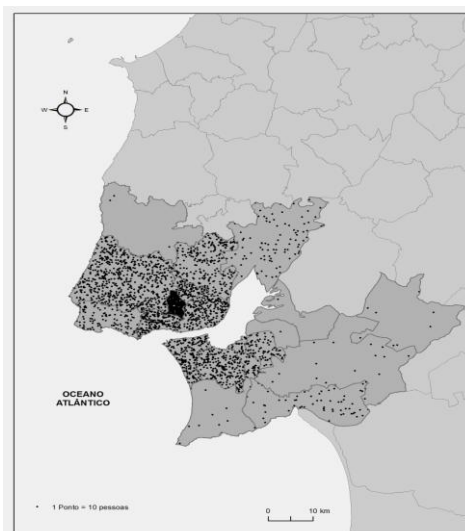 N
W E
S
OCEANO
ATLÂNTICO
1 Ponto = 10 pessoas
0 10 km